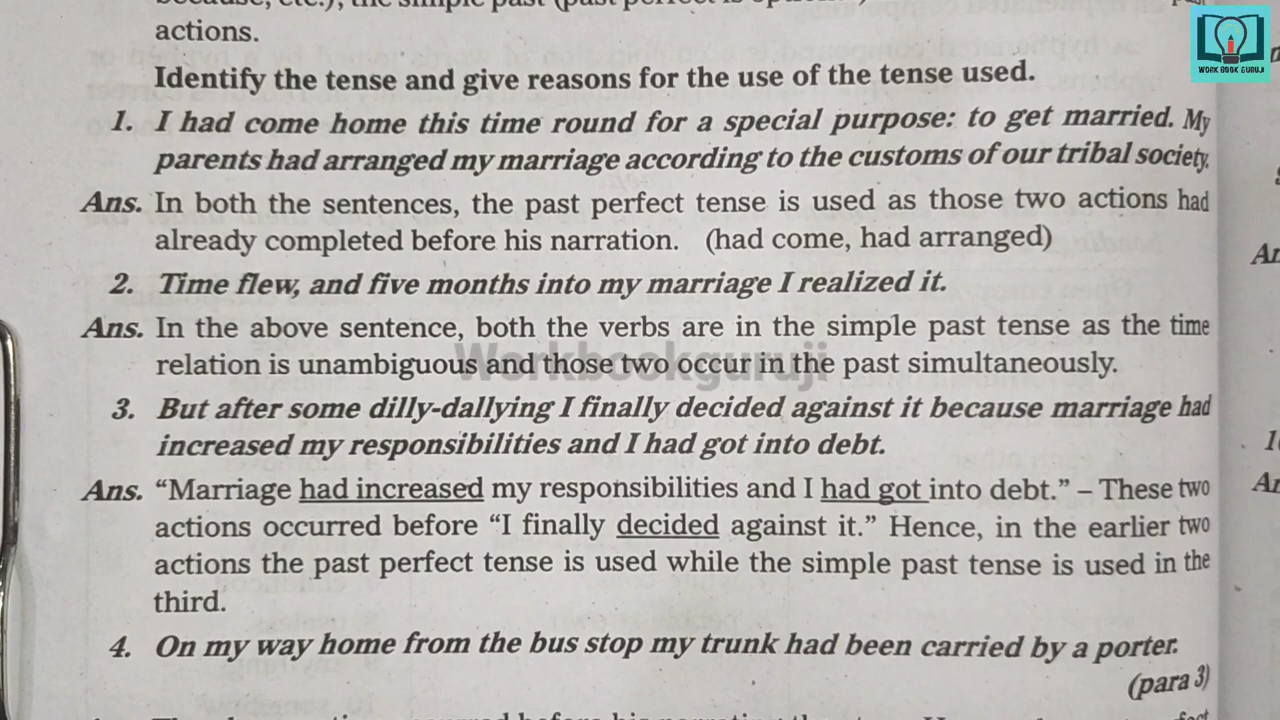 actions.
WORK BOOK GURUJI
Identify the tense and give reasons for the use of the tense used.
1. I had come home this time round for a special purpose: to get married. My
parents had arranged my marriage according to the customs of our tribal society.
Ans. In both the sentences, the past perfect tense is used as those two actions had
already completed before his narration. (had come, had arranged)
2. Time flew, and five months into my marriage I realized it.
Ans. In the above sentence, both the verbs are in the simple past tense as the time
relation is unambiguous and those two occur in the past simultaneously.
Workbookguruji
3. But after some dilly-dallying I finally decided against it because marriage had
increased my responsibilities and I had got into debt.
Ans. “Marriage had increased my responsibilities and I had got into debt.” – These two
actions occurred before “I finally decided against it.” Hence, in the earlier two
actions the past perfect tense is used while the simple past tense is used in the
third.
4. On my way home from the bus stop my trunk had been carried by a porter.
(para 3)